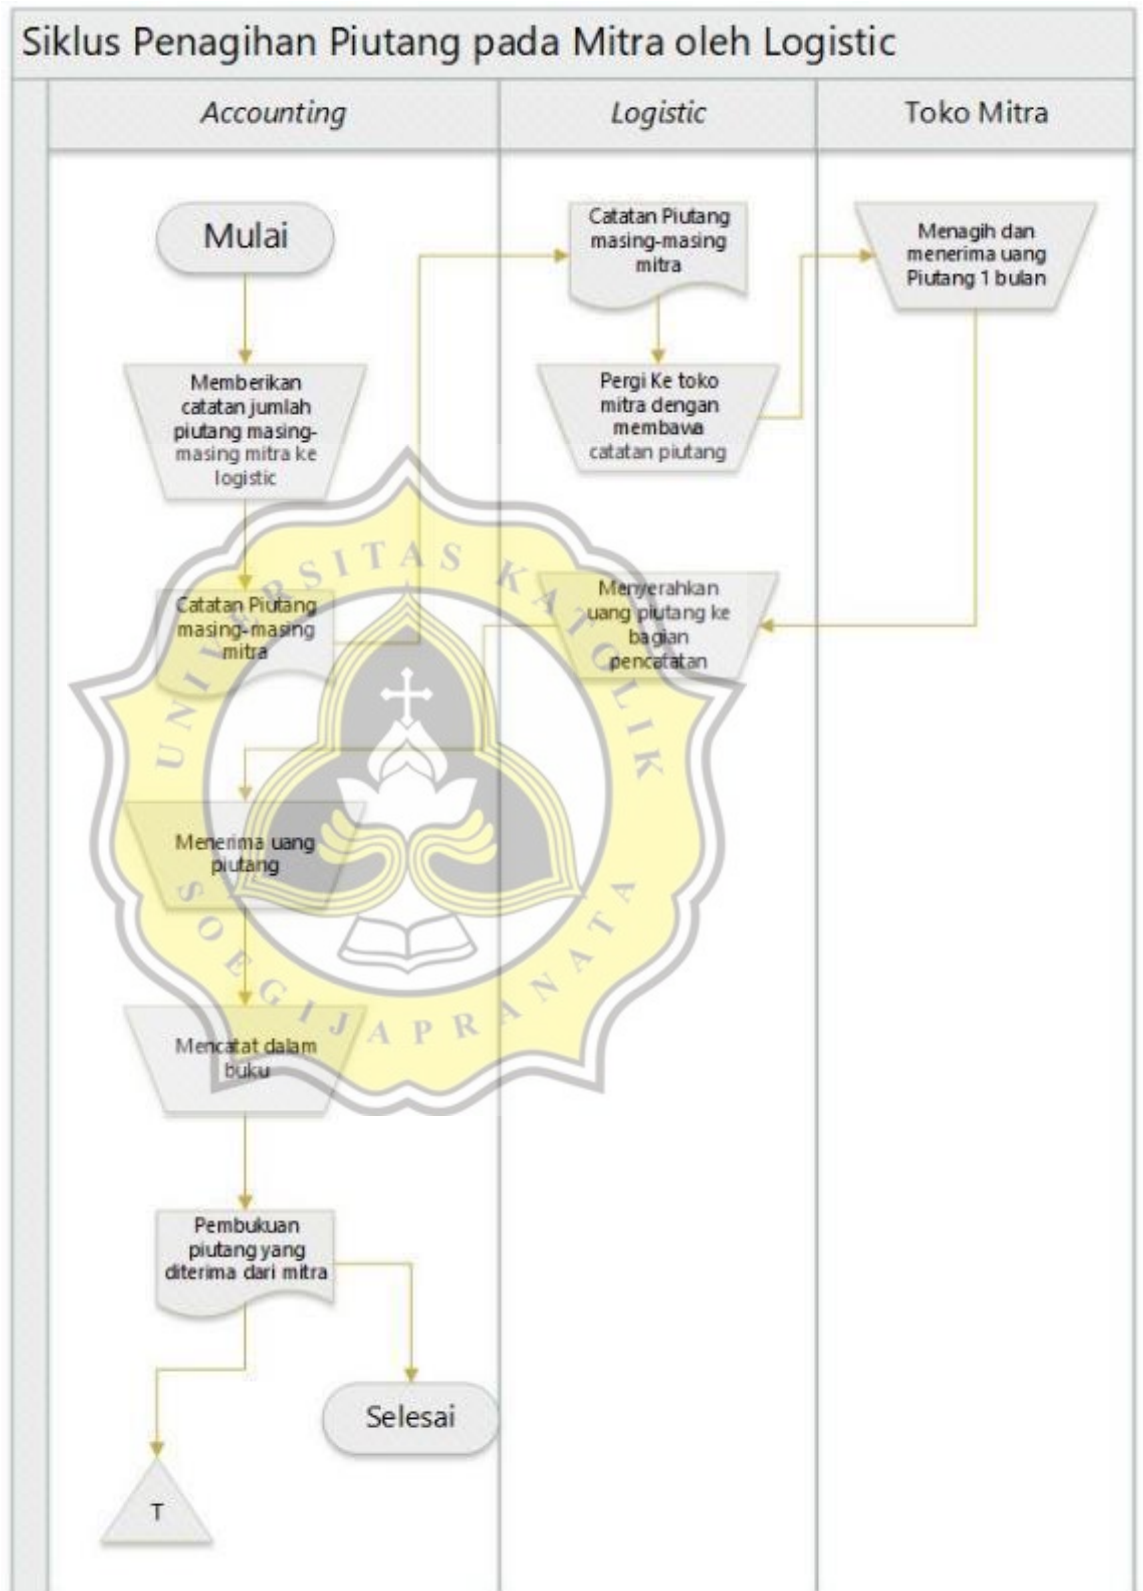 Siklus Penagihan Piutang pada Mitra oleh Logistic
Accounting
Logistic
Toko Mitra
Mulai
Memberikan
catatan jumlah
piutang masing-
masing mitra ke
logistic
Catatan Piutang
masing-masing
mitra
Catatan Piutang
masing-masing
mitra
Pergi Ke toko
mitra dengan
membawa
catatan piutang
Menagih dan
menerima uang
Piutang 1 bulan
Menyerahkan
uang piutang ke
bagian
pencatatan
Menerima uang
piutang
Mencatat dalam
buku
Pembukuan
piutang yang
diterima dari mitra
Selesai
T
UNIVERSITAS KATOLIK
SOEGIJAPRANATA